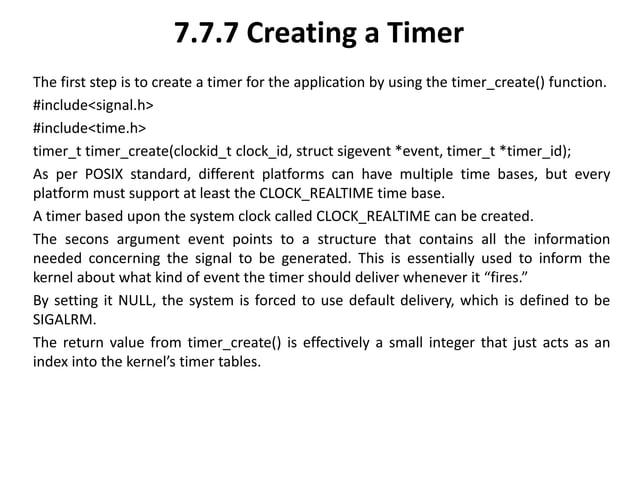 7.7.7 Creating a Timer
The first step is to create a timer for the application by using the timer_create() function.
#include<signal.h>
#include<time.h>
timer_t timer_create(clockid_t clock_id, struct sigevent *event, timer_t *timer_id);
As per POSIX standard, different platforms can have multiple time bases, but every
platform must support at least the CLOCK_REALTIME time base.
A timer based upon the system clock called CLOCK_REALTIME can be created.
The secons argument event points to a structure that contains all the information
needed concerning the signal to be generated. This is essentially used to inform the
kernel about what kind of event the timer should deliver whenever it “fires.”
By setting it NULL, the system is forced to use default delivery, which is defined to be
SIGALRM.
The return value from timer_create() is effectively a small integer that just acts as an
index into the kernel’s timer tables.